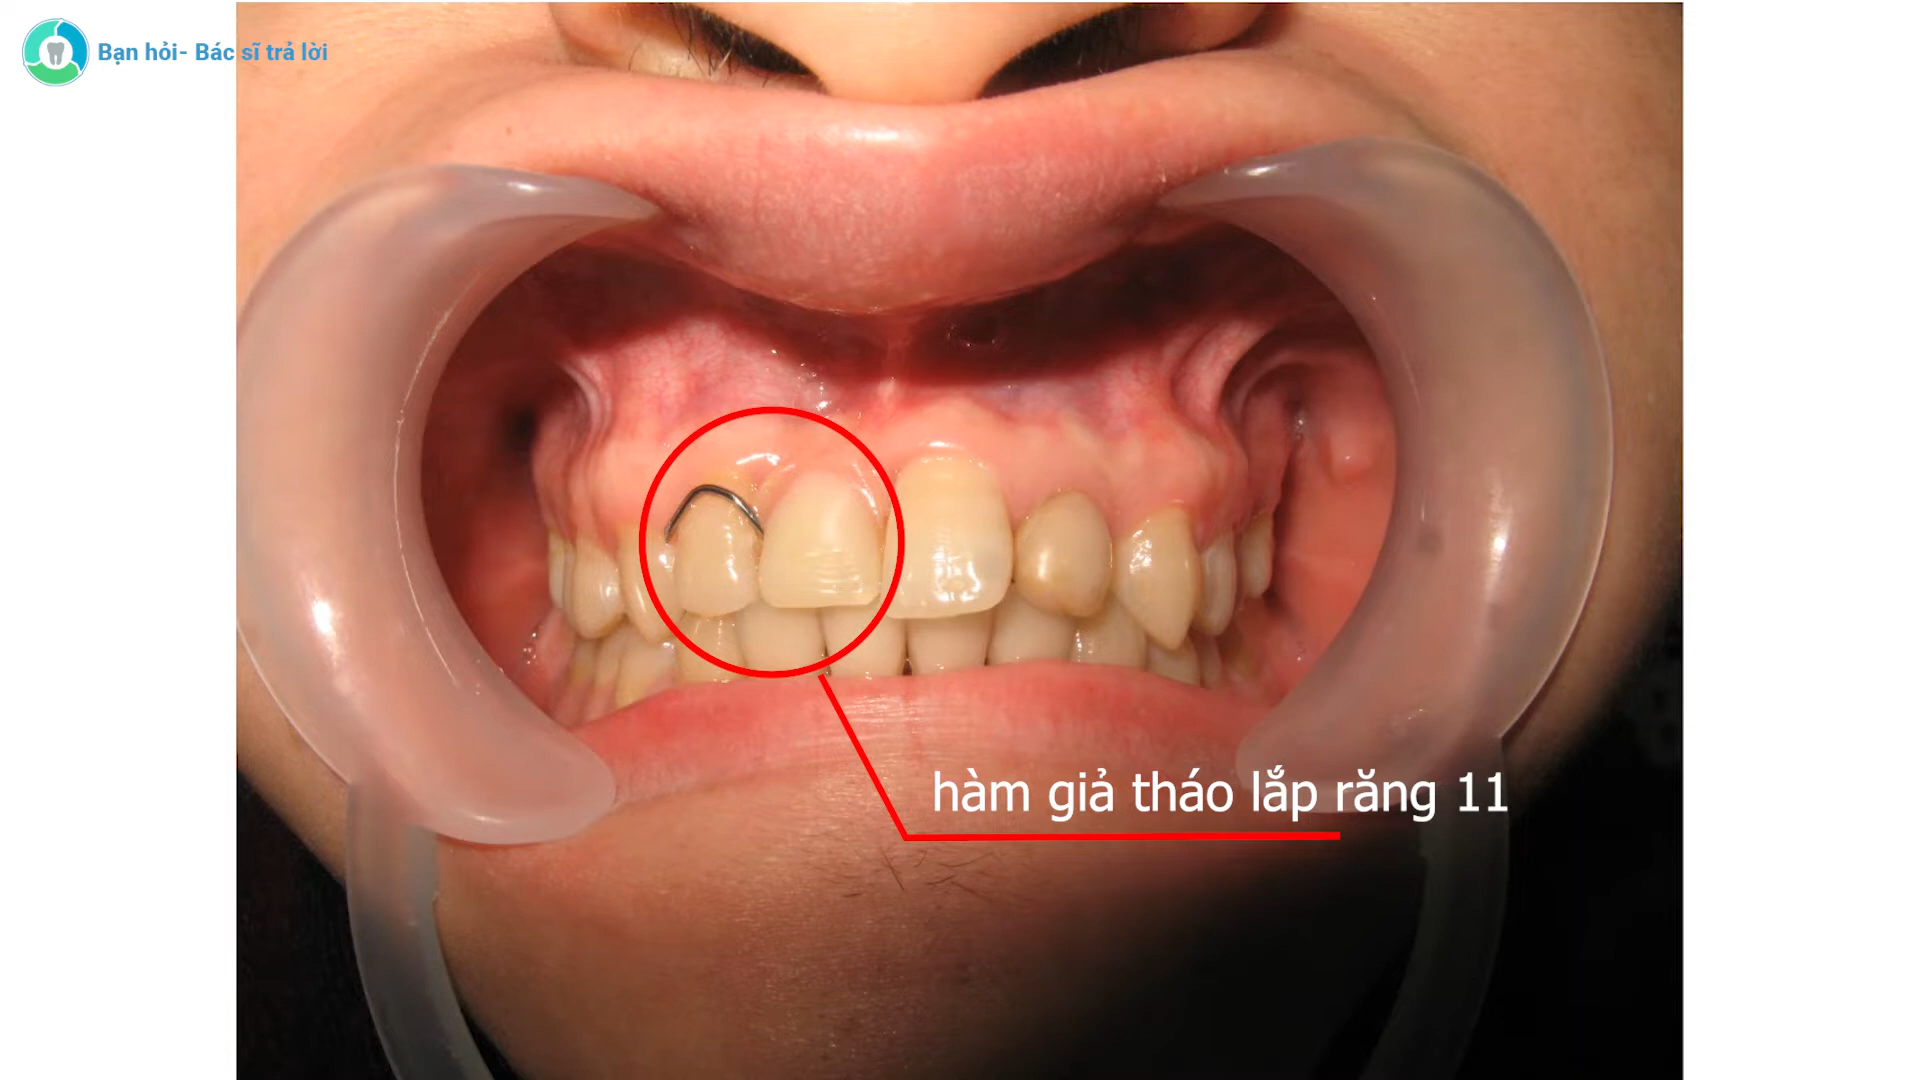 Bạn hỏi- Bác sĩ trả lời
hàm giả tháo lắp răng 11